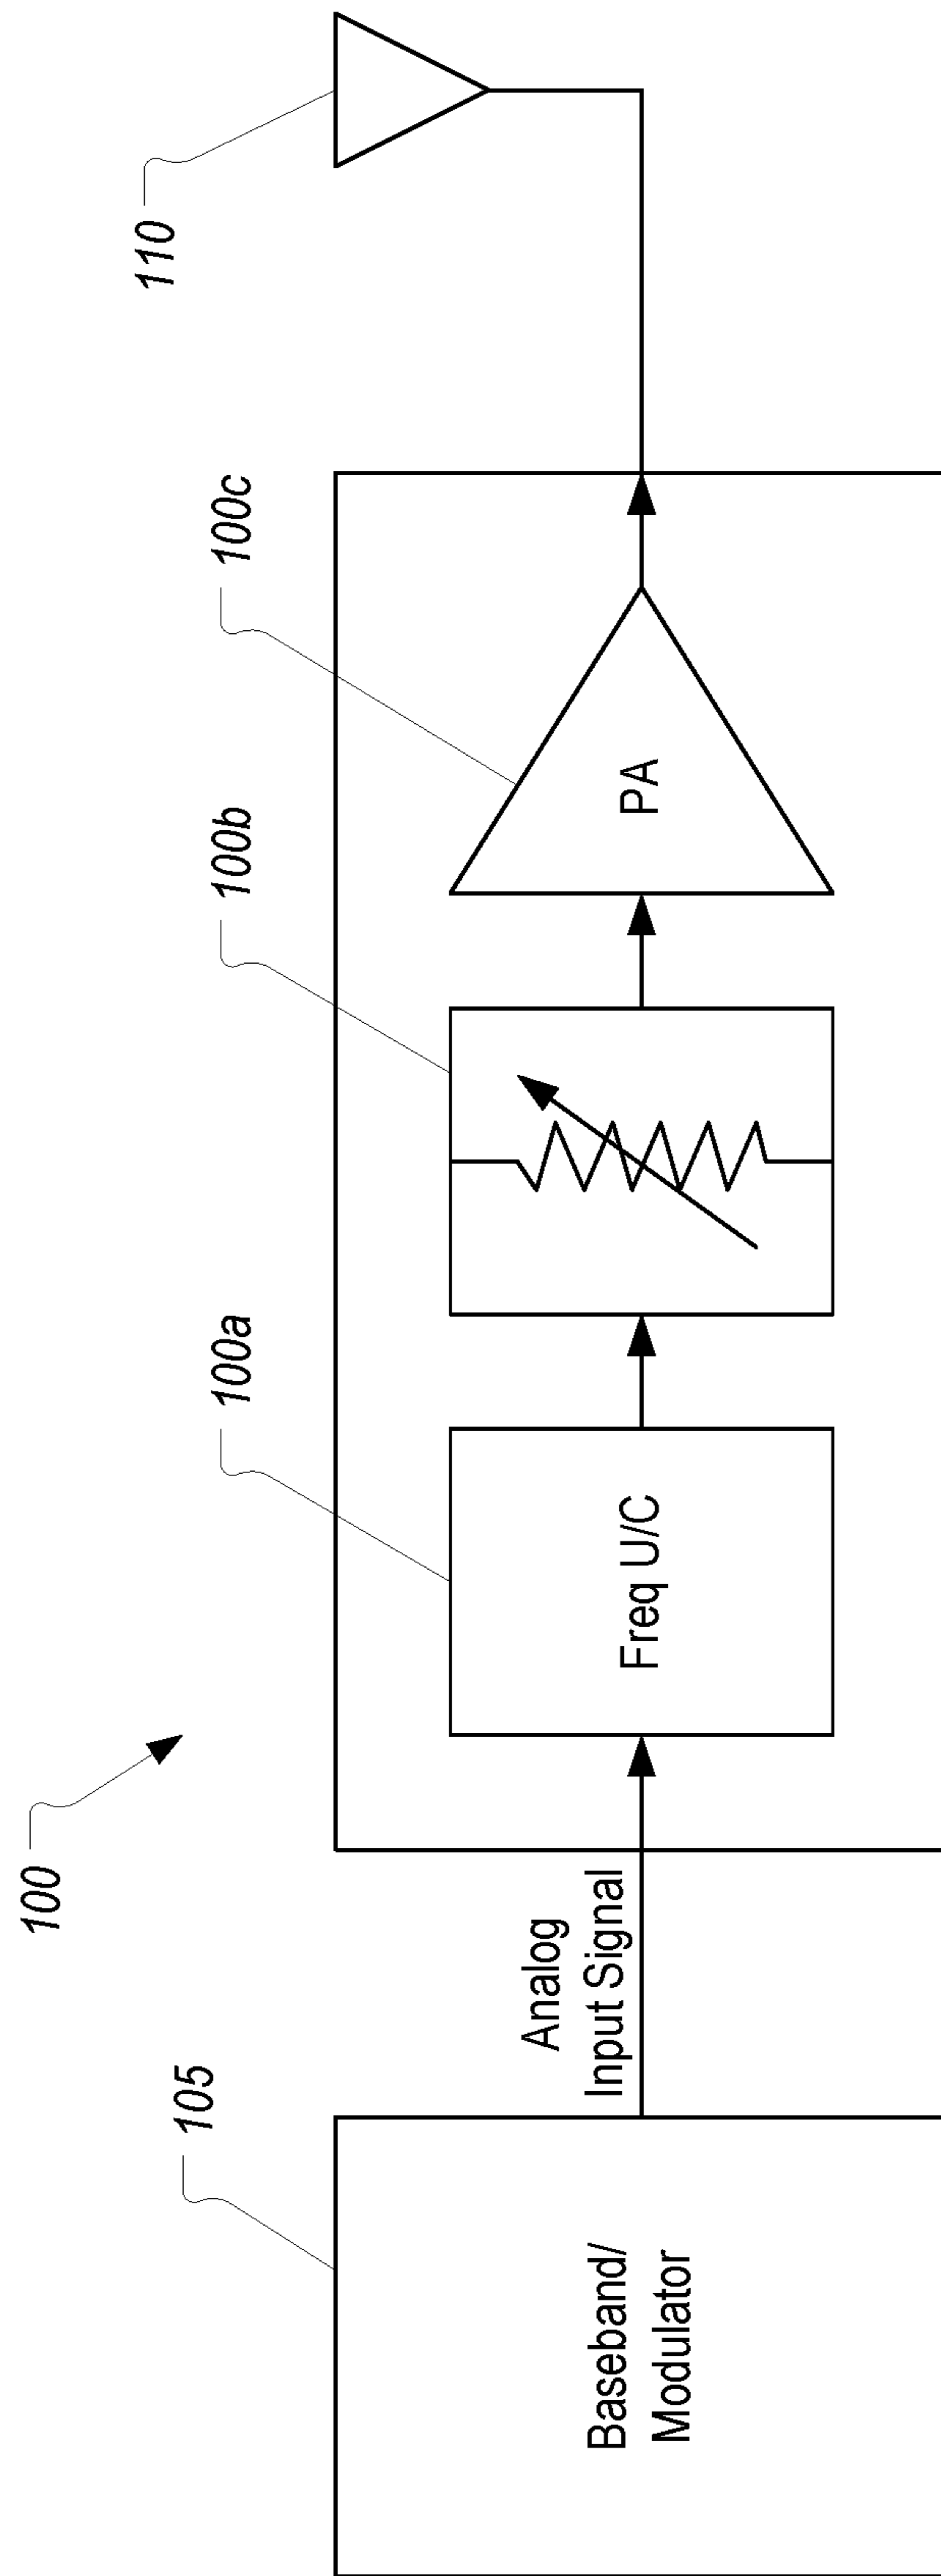 100
105
100a
100b
100c
110
Baseband/
Modulator
Analog
Input Signal
Freq U/C
PA